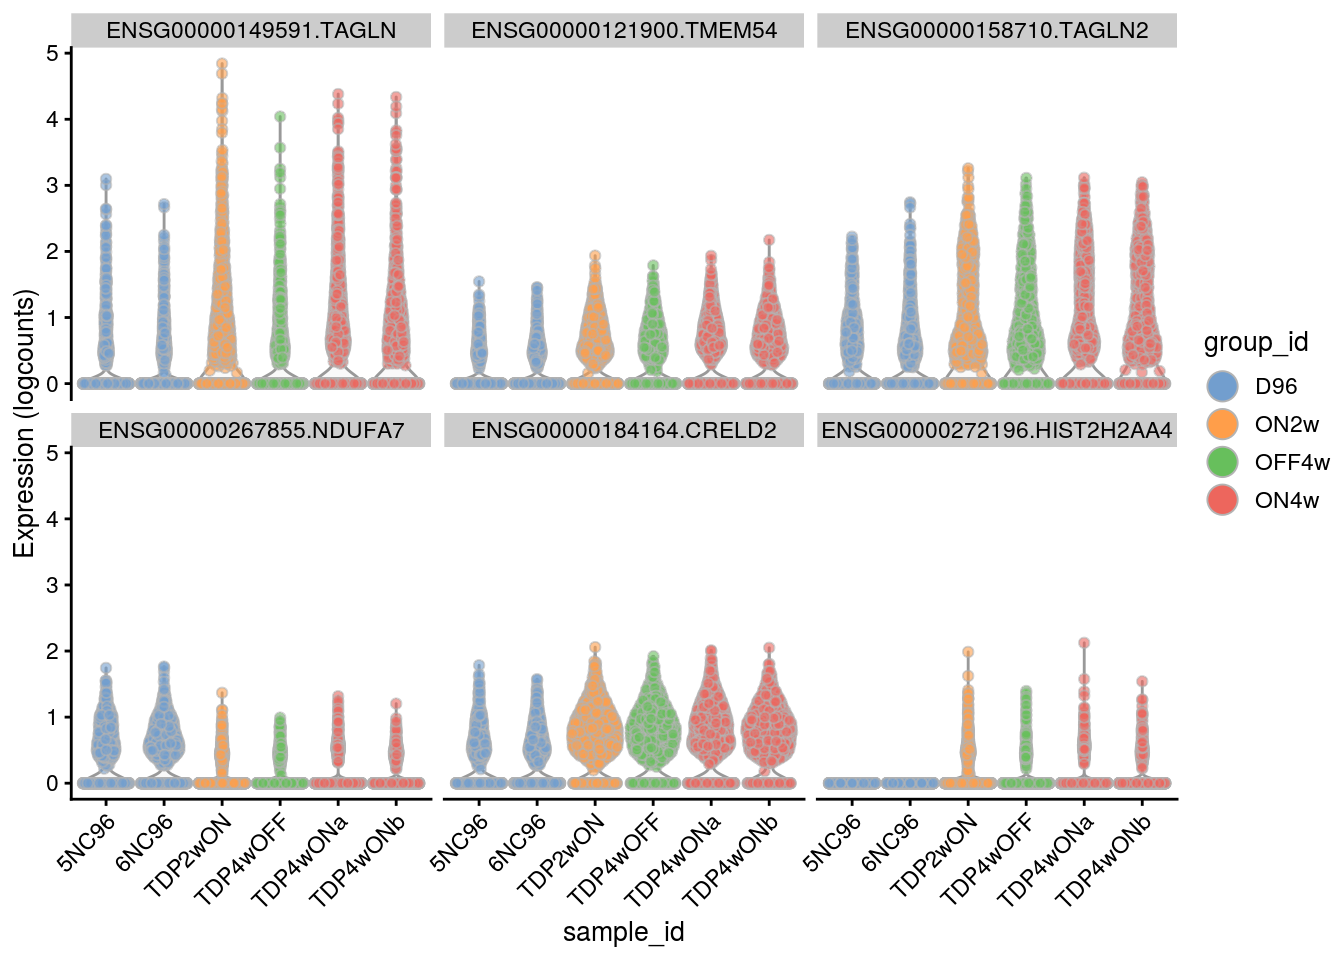 ENSG00000149591.TAGLN
ENSG00000121900.TMEM54
ENSG00000158710.TAGLN2
5
4
3
2
1
0
ENSG00000267855.NDUFA7
ENSG00000184164.CRELD2
ENSG00000272196.HIST2H2AA4
5
4
3
2
1
0
Expression (logcounts)
5NC96
6NC96
TDP2wON
TDP4wOFF
TDP4wONa
TDP4wONb
5NC96
6NC96
TDP2wON
TDP4wOFF
TDP4wONa
TDP4wONb
5NC96
6NC96
TDP2wON
TDP4wOFF
TDP4wONa
TDP4wONb
sample_id
group_id
D96
ON2w
OFF4w
ON4w